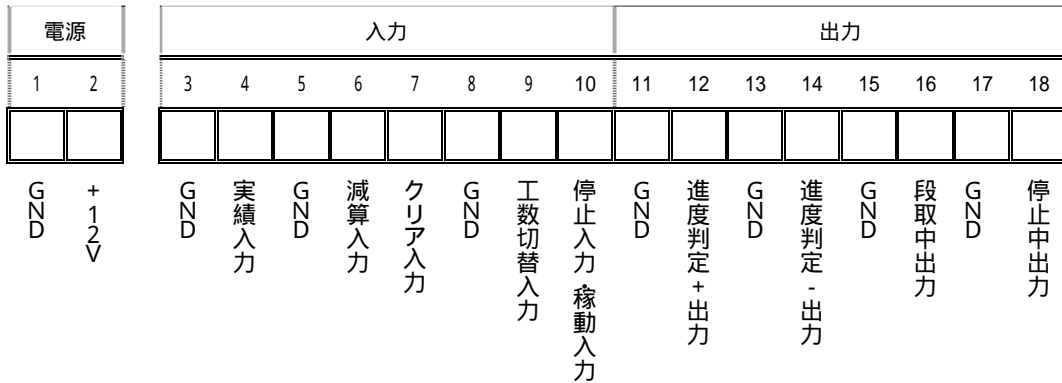 電源 入力 出力
1 2 3 4 5 6 7 8 9 10 11 12 13 14 15 16 17 18
GND
+12V
GND
実績入力
GND
減算入力
クリア入力
GND
工数切替入力
停止入力・稼動入力
GND
進度判定+出力
GND
進度判定-出力
GND
段取中出力
GND
停止中出力